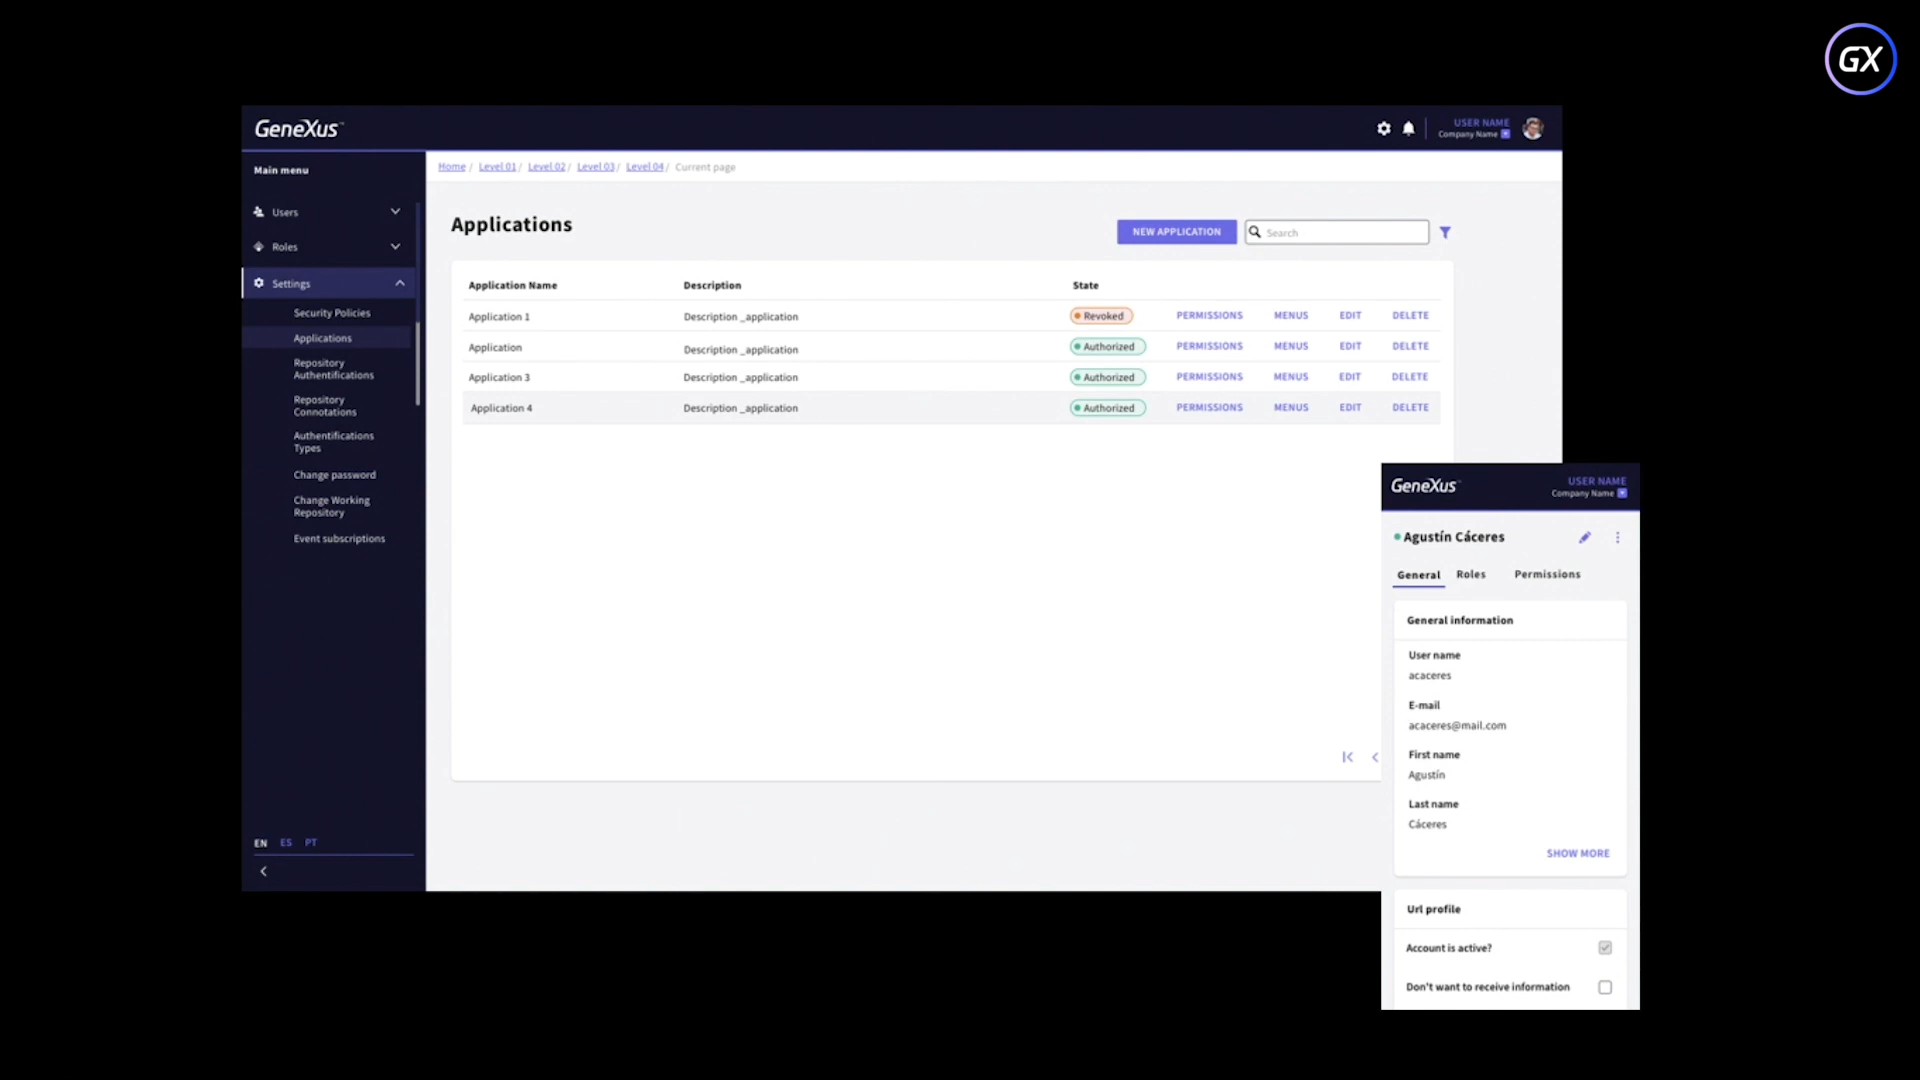 GX
GeneXus™
USER NAME
Company Name
Main menu
Users
Roles
Settings
Security Policies
Applications
Repository
Authentifications
Repository
Connotations
Authentifications
Types
Change password
Change Working
Repository
Event subscriptions
EN ES PT
Home / Level 01 / Level 02 / Level 03 / Level 04 / Current page
Applications
NEW APPLICATION
Search
Application Name Description State
Application 1 Description _application Revoked PERMISSIONS MENUS EDIT DELETE
Application Description _application Authorized PERMISSIONS MENUS EDIT DELETE
Application 3 Description _application Authorized PERMISSIONS MENUS EDIT DELETE
Application 4 Description _application Authorized PERMISSIONS MENUS EDIT DELETE
GeneXus™
USER NAME
Company Name
Agustín Cáceres
General Roles Permissions
General information
User name
acaceres
E-mail
acaceres@mail.com
First name
Agustín
Last name
Cáceres
SHOW MORE
Url profile
Account is active?
Don't want to receive information